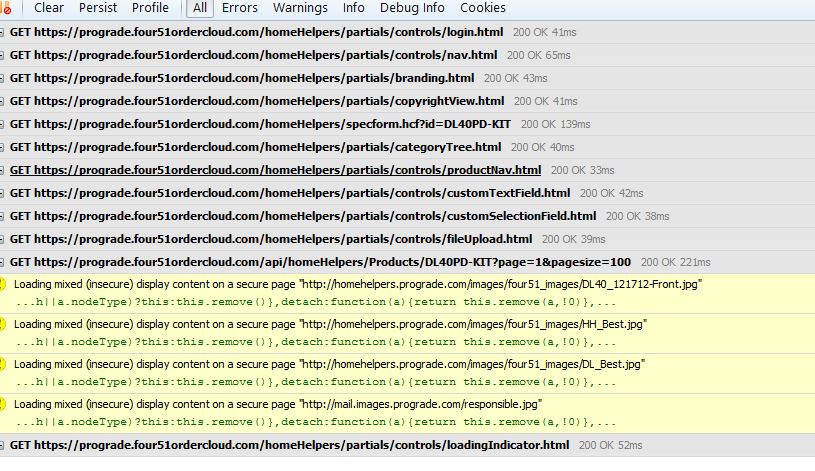 Clear Persist Profile All Errors Warnings Info Debug Info Cookies
GET https://prograde.four51ordercloud.com/homeHelpers/partials/controls/login.html 200 OK 41ms
GET https://prograde.four51ordercloud.com/homeHelpers/partials/controls/nav.html 200 OK 65ms
GET https://prograde.four51ordercloud.com/homeHelpers/partials/branding.html 200 OK 43ms
GET https://prograde.four51ordercloud.com/homeHelpers/partials/copyrightView.html 200 OK 41ms
GET https://prograde.four51ordercloud.com/homeHelpers/specform.hcf?id=DL40PD-KIT 200 OK 139ms
GET https://prograde.four51ordercloud.com/homeHelpers/partials/categoryTree.html 200 OK 40ms
GET https://prograde.four51ordercloud.com/homeHelpers/partials/controls/productNav.html 200 OK 33ms
GET https://prograde.four51ordercloud.com/homeHelpers/partials/controls/customTextField.html 200 OK 42ms
GET https://prograde.four51ordercloud.com/homeHelpers/partials/controls/customSelectionField.html 200 OK 38ms
GET https://prograde.four51ordercloud.com/homeHelpers/partials/controls/fileUpload.html 200 OK 39ms
GET https://prograde.four51ordercloud.com/api/homeHelpers/Products/DL40PD-KIT?page=1&pagesize=100 200 OK 221ms
Loading mixed (insecure) display content on a secure page "http://homehelpers.prograde.com/images/four51_images/DL40_121712-Front.jpg"
...h||a.nodeType)?this:this.remove()},detach:function(a){return this.remove(a,!0)},...
Loading mixed (insecure) display content on a secure page "http://homehelpers.prograde.com/images/four51_images/HH_Best.jpg"
...h||a.nodeType)?this:this.remove()},detach:function(a){return this.remove(a,!0)},...
Loading mixed (insecure) display content on a secure page "http://homehelpers.prograde.com/images/four51_images/DL_Best.jpg"
...h||a.nodeType)?this:this.remove()},detach:function(a){return this.remove(a,!0)},...
Loading mixed (insecure) display content on a secure page "http://mail.images.prograde.com/responsible.jpg"
...h||a.nodeType)?this:this.remove()},detach:function(a){return this.remove(a,!0)},...
GET https://prograde.four51ordercloud.com/homeHelpers/partials/controls/loadingIndicator.html 200 OK 52ms